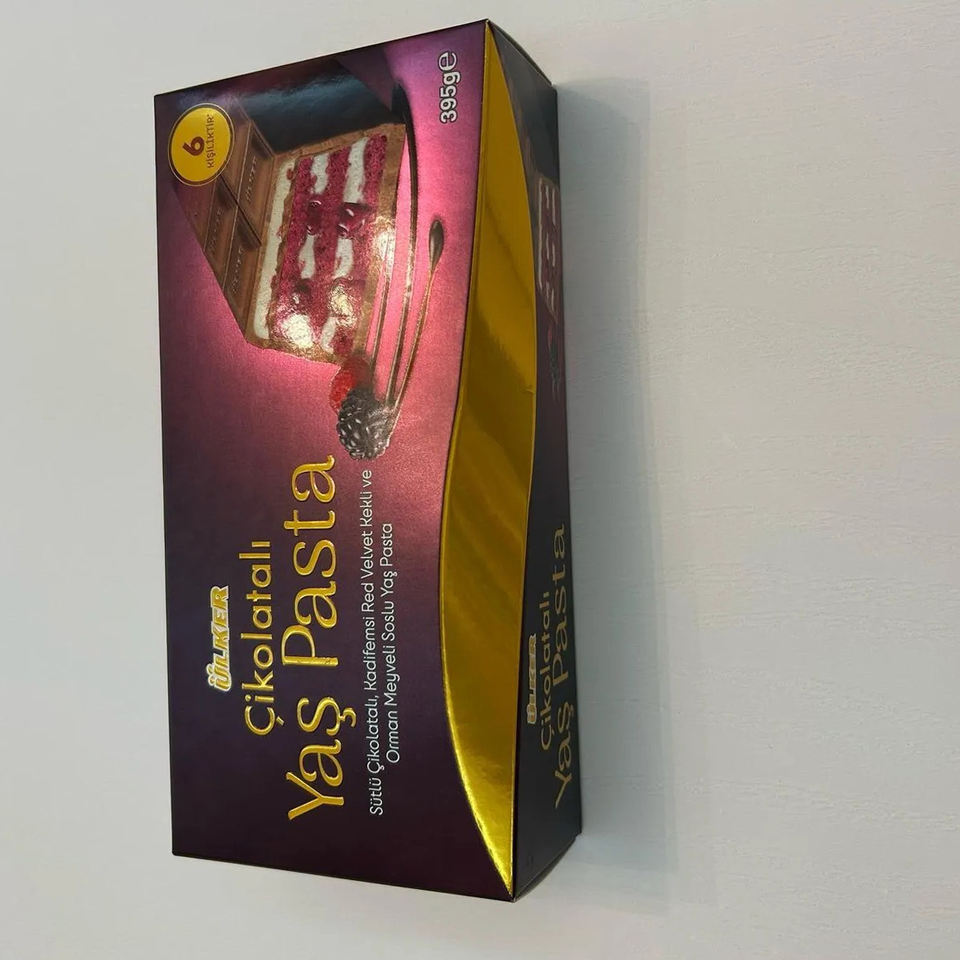 ÜLKER
Çikolatalı
Yaş Pasta
Sütlü Çikolatalı, Kadifemsi Red Velvet Kekli ve
Orman Meyveli Soslu Yaş Pasta
6
KİŞİLİKTİR*
395g℮
ÜLKER
Çikolatalı
Yaş Pasta